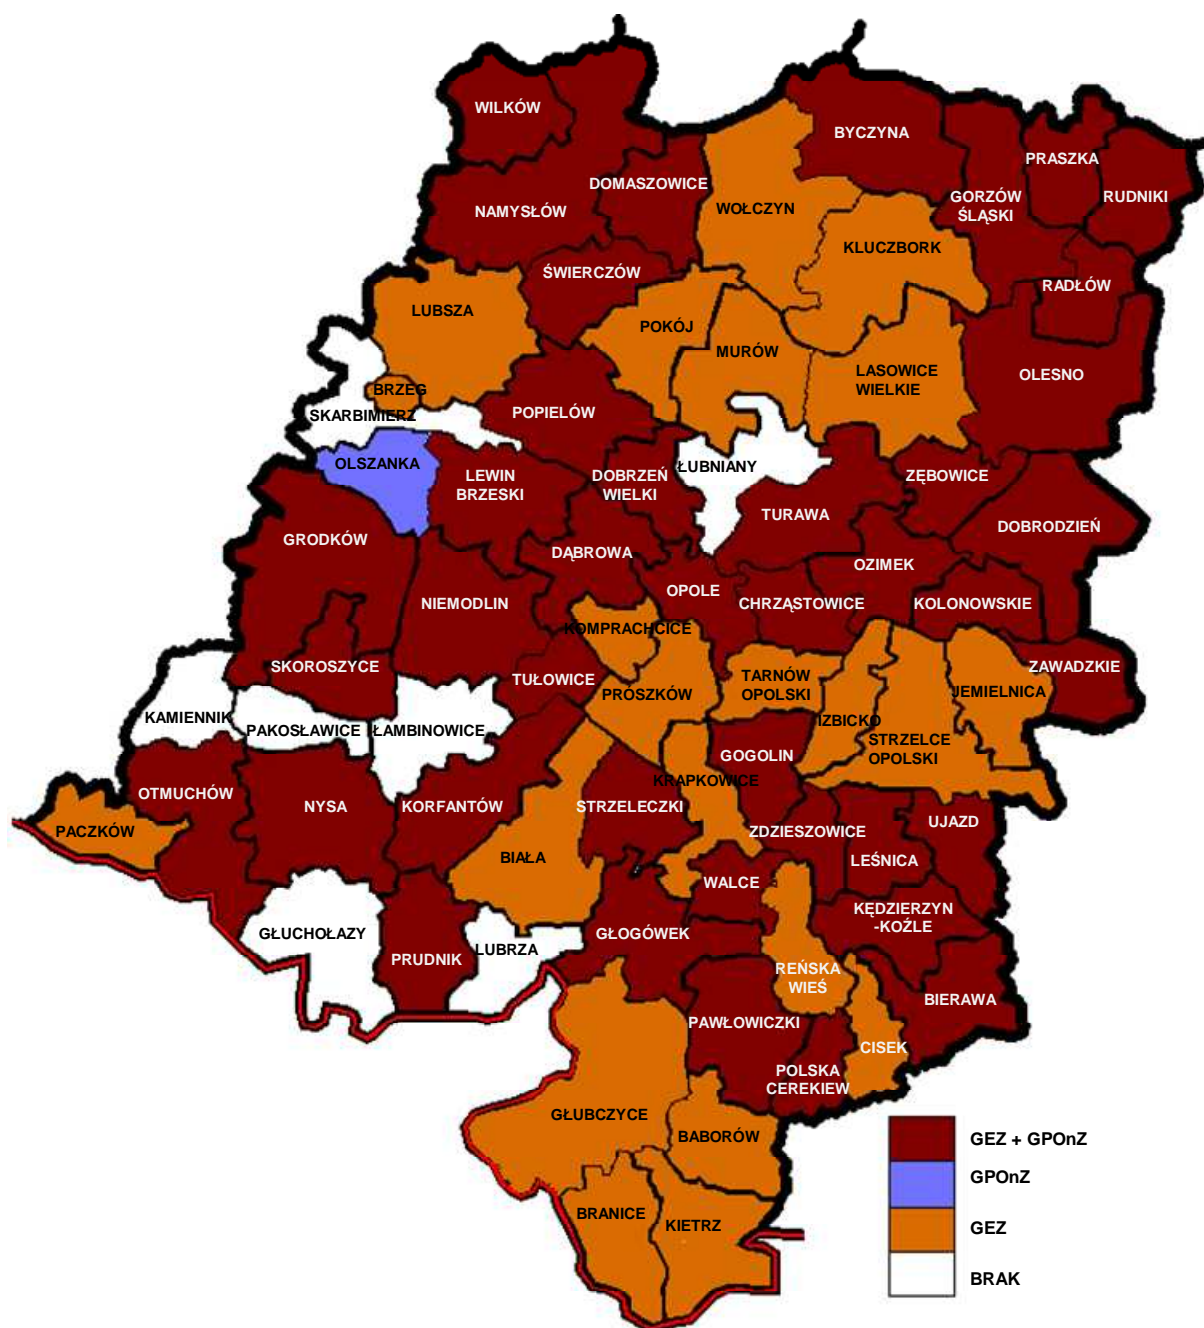 WILKÓW
BYCZYNA
PRASZKA
RUDNIKI
DOMASZOWICE
NAMYSŁÓW
WOŁCZYN
GORZÓW
ŚLĄSKI
KLUCZBORK
ŚWIERCZÓW
RADŁÓW
LUBSZA
POKÓJ
MURÓW
LASOWICE
WIELKIE
OLESNO
BRZEG
SKARBIMIERZ
POPIELÓW
OLSZANKA
LEWIN
BRZESKI
DOBRZEŃ
WIELKI
ŁUBNIANY
ZĘBOWICE
TURAWA
DOBRODZIEŃ
GRODKÓW
DĄBROWA
OZIMEK
NIEMODLIN
OPOLE
CHRZĄSTOWICE
KOLONOWSKIE
KOMPRACHCICE
SKOROSZYCE
TUŁOWICE
PRÓSZKÓW
TARNÓW
OPOLSKI
JEMIELNICA
ZAWADZKIE
KAMIENNIK
PAKOSŁAWICE
ŁAMBINOWICE
IZBICKO
STRZELCE
OPOLSKI
GOGOLIN
OTMUCHÓW
NYSA
KORFANTÓW
STRZELECZKI
KRAPKOWICE
PACZKÓW
ZDZIESZOWICE
UJAZD
BIAŁA
LEŚNICA
WALCE
KĘDZIERZYN
-KOŹLE
GŁUCHOŁAZY
PRUDNIK
LUBRZA
GŁOGÓWEK
REŃSKA
WIEŚ
BIERAWA
PAWŁOWICZKI
CISEK
POLSKA
CEREKIEW
GŁUBCZYCE
BABORÓW
BRANICE
KIETRZ
GEZ + GPOnZ
GPOnZ
GEZ
BRAK